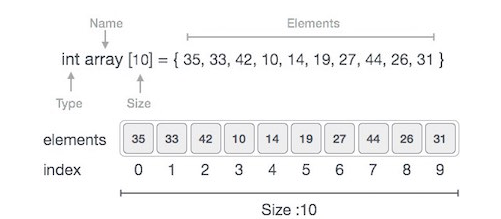 Name Elements
int array [10] = { 35, 33, 42, 10, 14, 19, 27, 44, 26, 31 }
Type Size
elements 35 33 42 10 14 19 27 44 26 31
index 0 1 2 3 4 5 6 7 8 9
Size :10